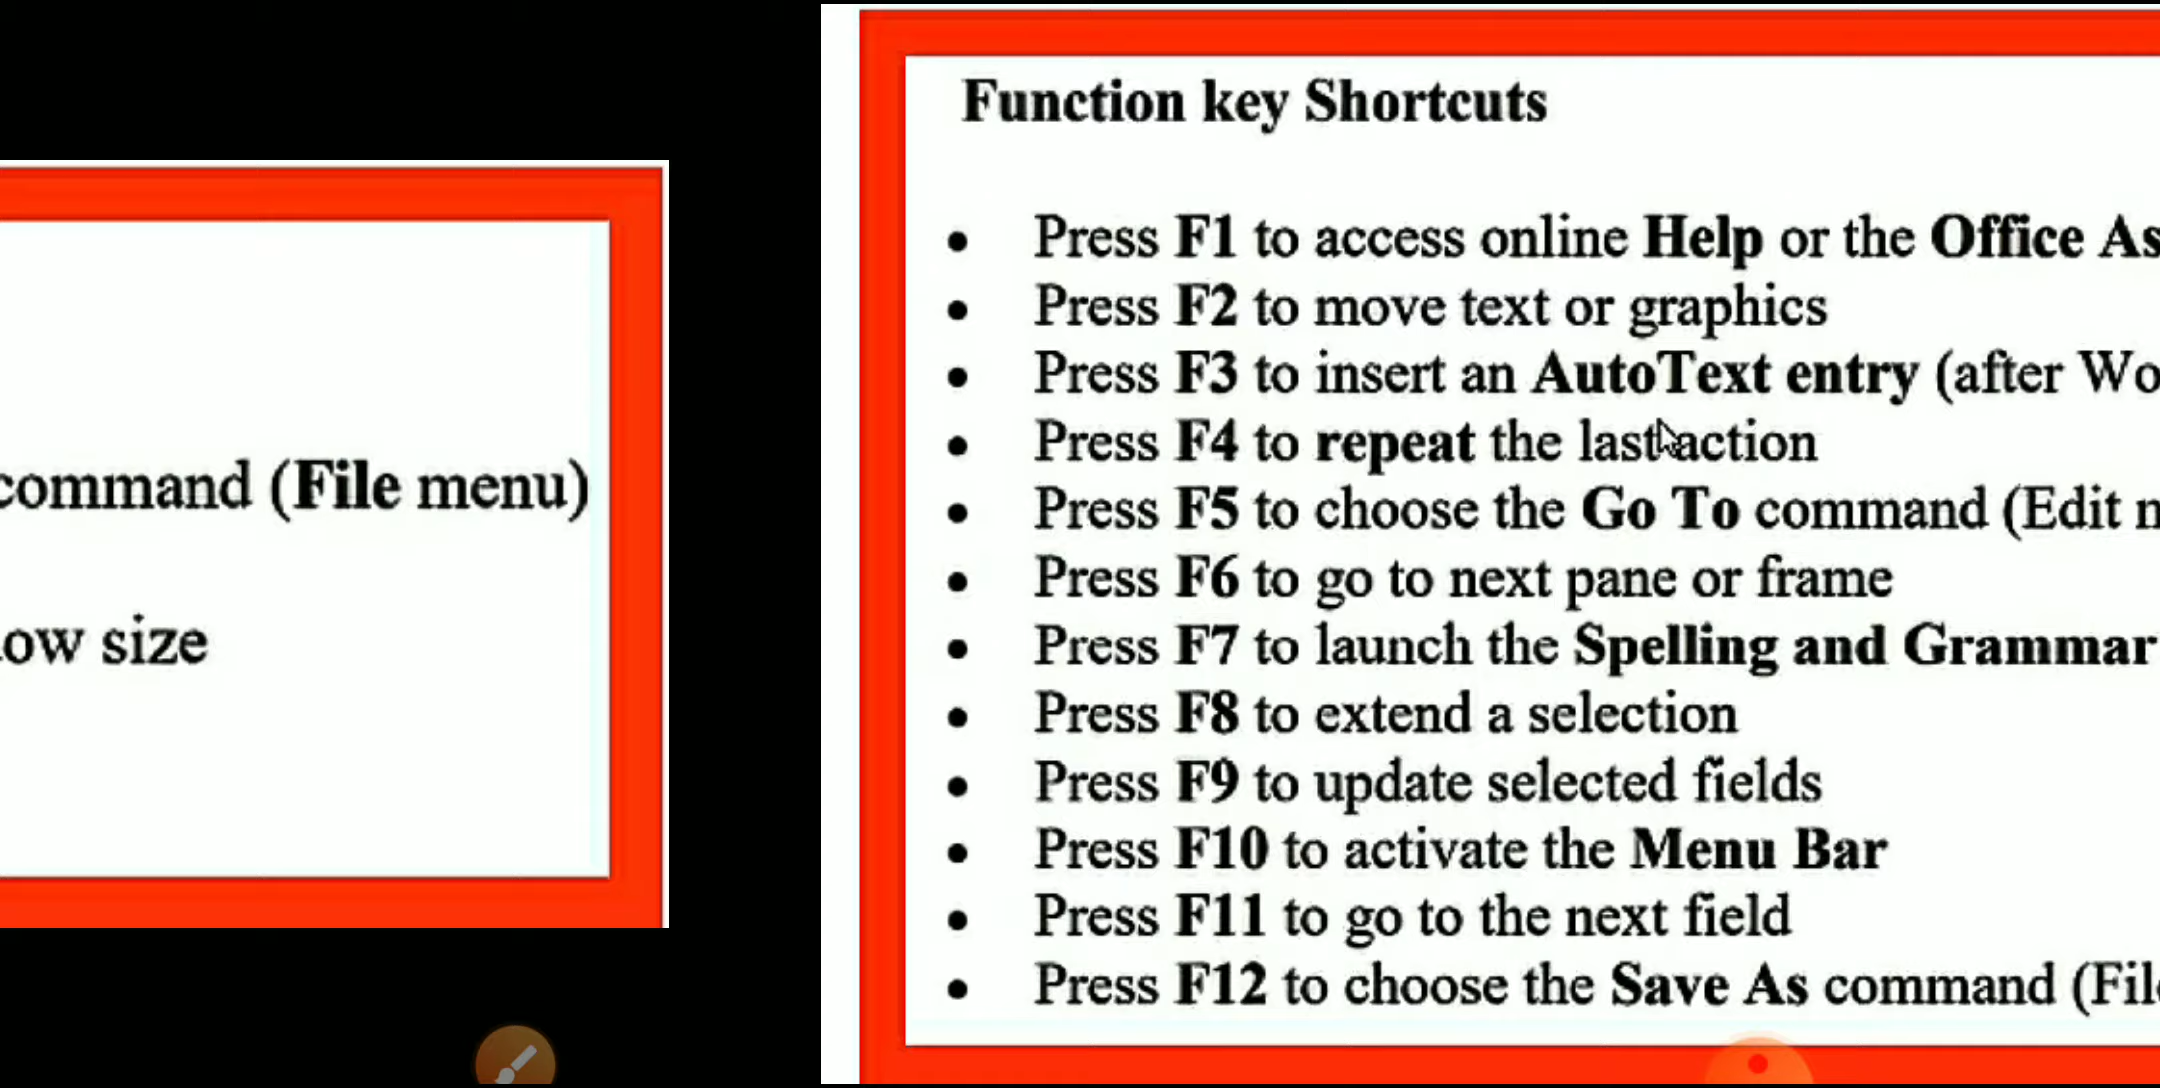 command (File menu)
ow size
Function key Shortcuts
• Press F1 to access online Help or the Office As
• Press F2 to move text or graphics
• Press F3 to insert an AutoText entry (after Wo
• Press F4 to repeat the last action
• Press F5 to choose the Go To command (Edit
• Press F6 to go to next pane or frame
• Press F7 to launch the Spelling and Grammar
• Press F8 to extend a selection
• Press F9 to update selected fields
• Press F10 to activate the Menu Bar
• Press F11 to go to the next field
• Press F12 to choose the Save As command (File